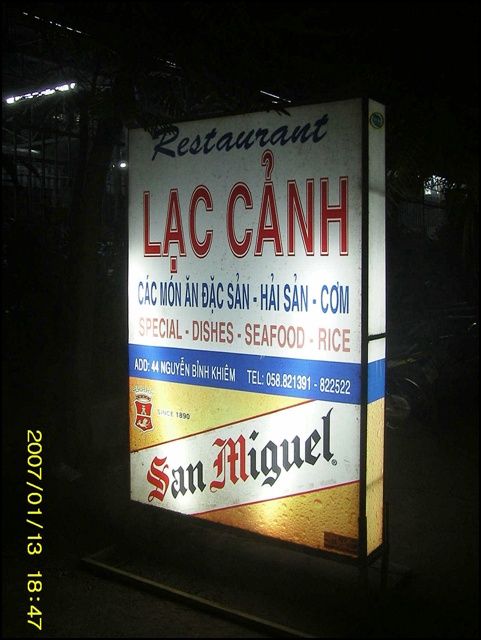 Restaurant
LẠC CẢNH
CÁC MÓN ĂN ĐẶC SẢN - HẢI SẢN - CƠM
SPECIAL - DISHES - SEAFOOD - RICE
ADD: 44 NGUYỄN BỈNH KHIÊM TEL: 058.821391 - 822522
SINCE 1890
San Miguel
2007/01/13 18:47